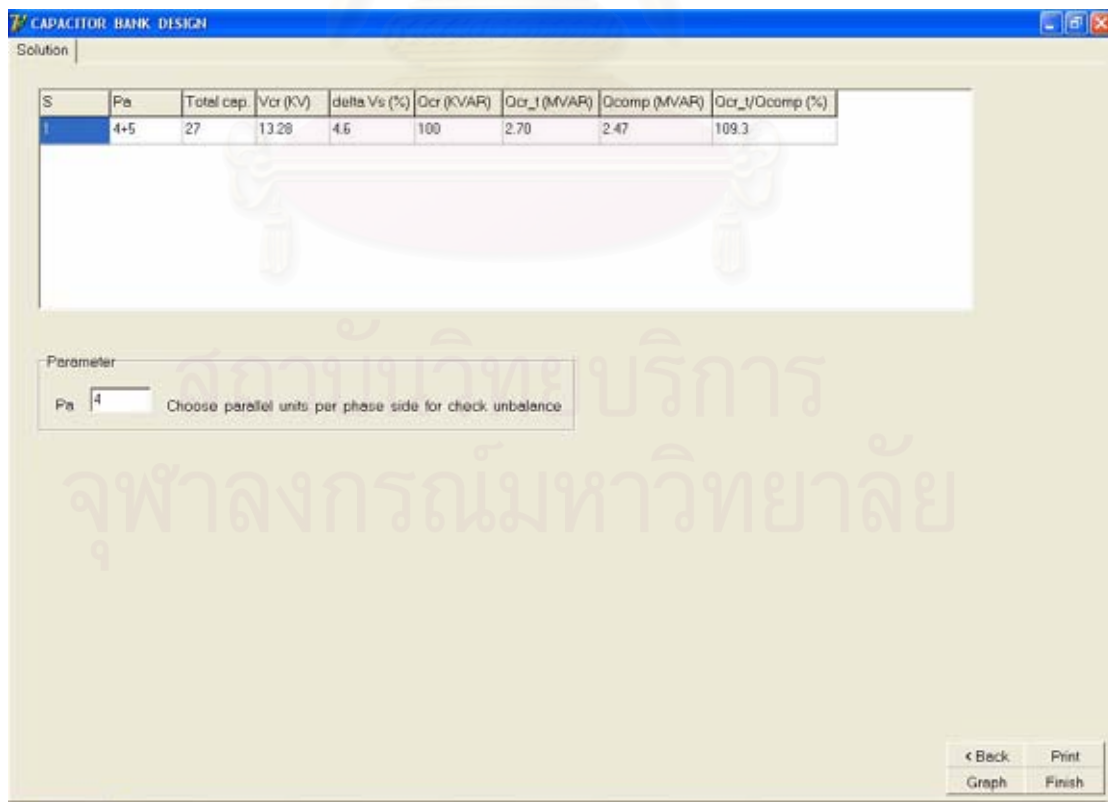 CAPACITOR BANK DESIGN
Solution
S Pa Total cap. Vcr (KV) delta Vs (%) Qcr (KVAR) Qcr_t (MVAR) Qcomp (MVAR) Qcr_t/Qcomp (%)
1 4+5 27 13.28 4.6 100 2.70 2.47 109.3
Parameter
Pa 4 Choose parallel units per phase side for check unbalance
สถาบันวิทยบริการ
จุฬาลงกรณ์มหาวิทยาลัย
< Back Print
Graph Finish